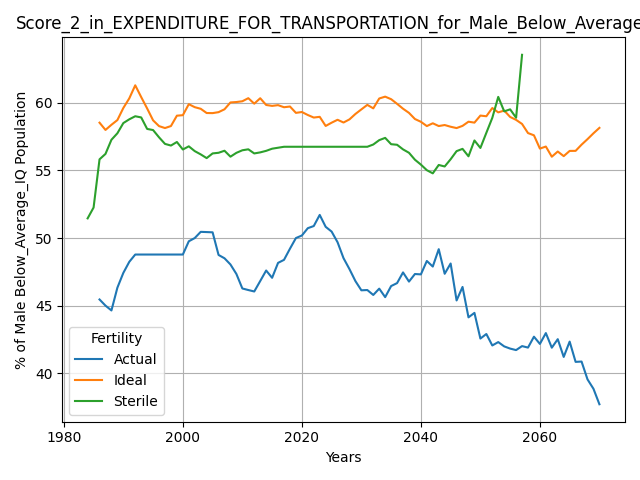 Score_2_in_EXPENDITURE_FOR_TRANSPORTATION_for_Male_Below_Average
% of Male Below_Average_IQ Population
60
55
50
45
40
Fertility
Actual
Ideal
Sterile
1980 2000 2020 2040 2060
Years